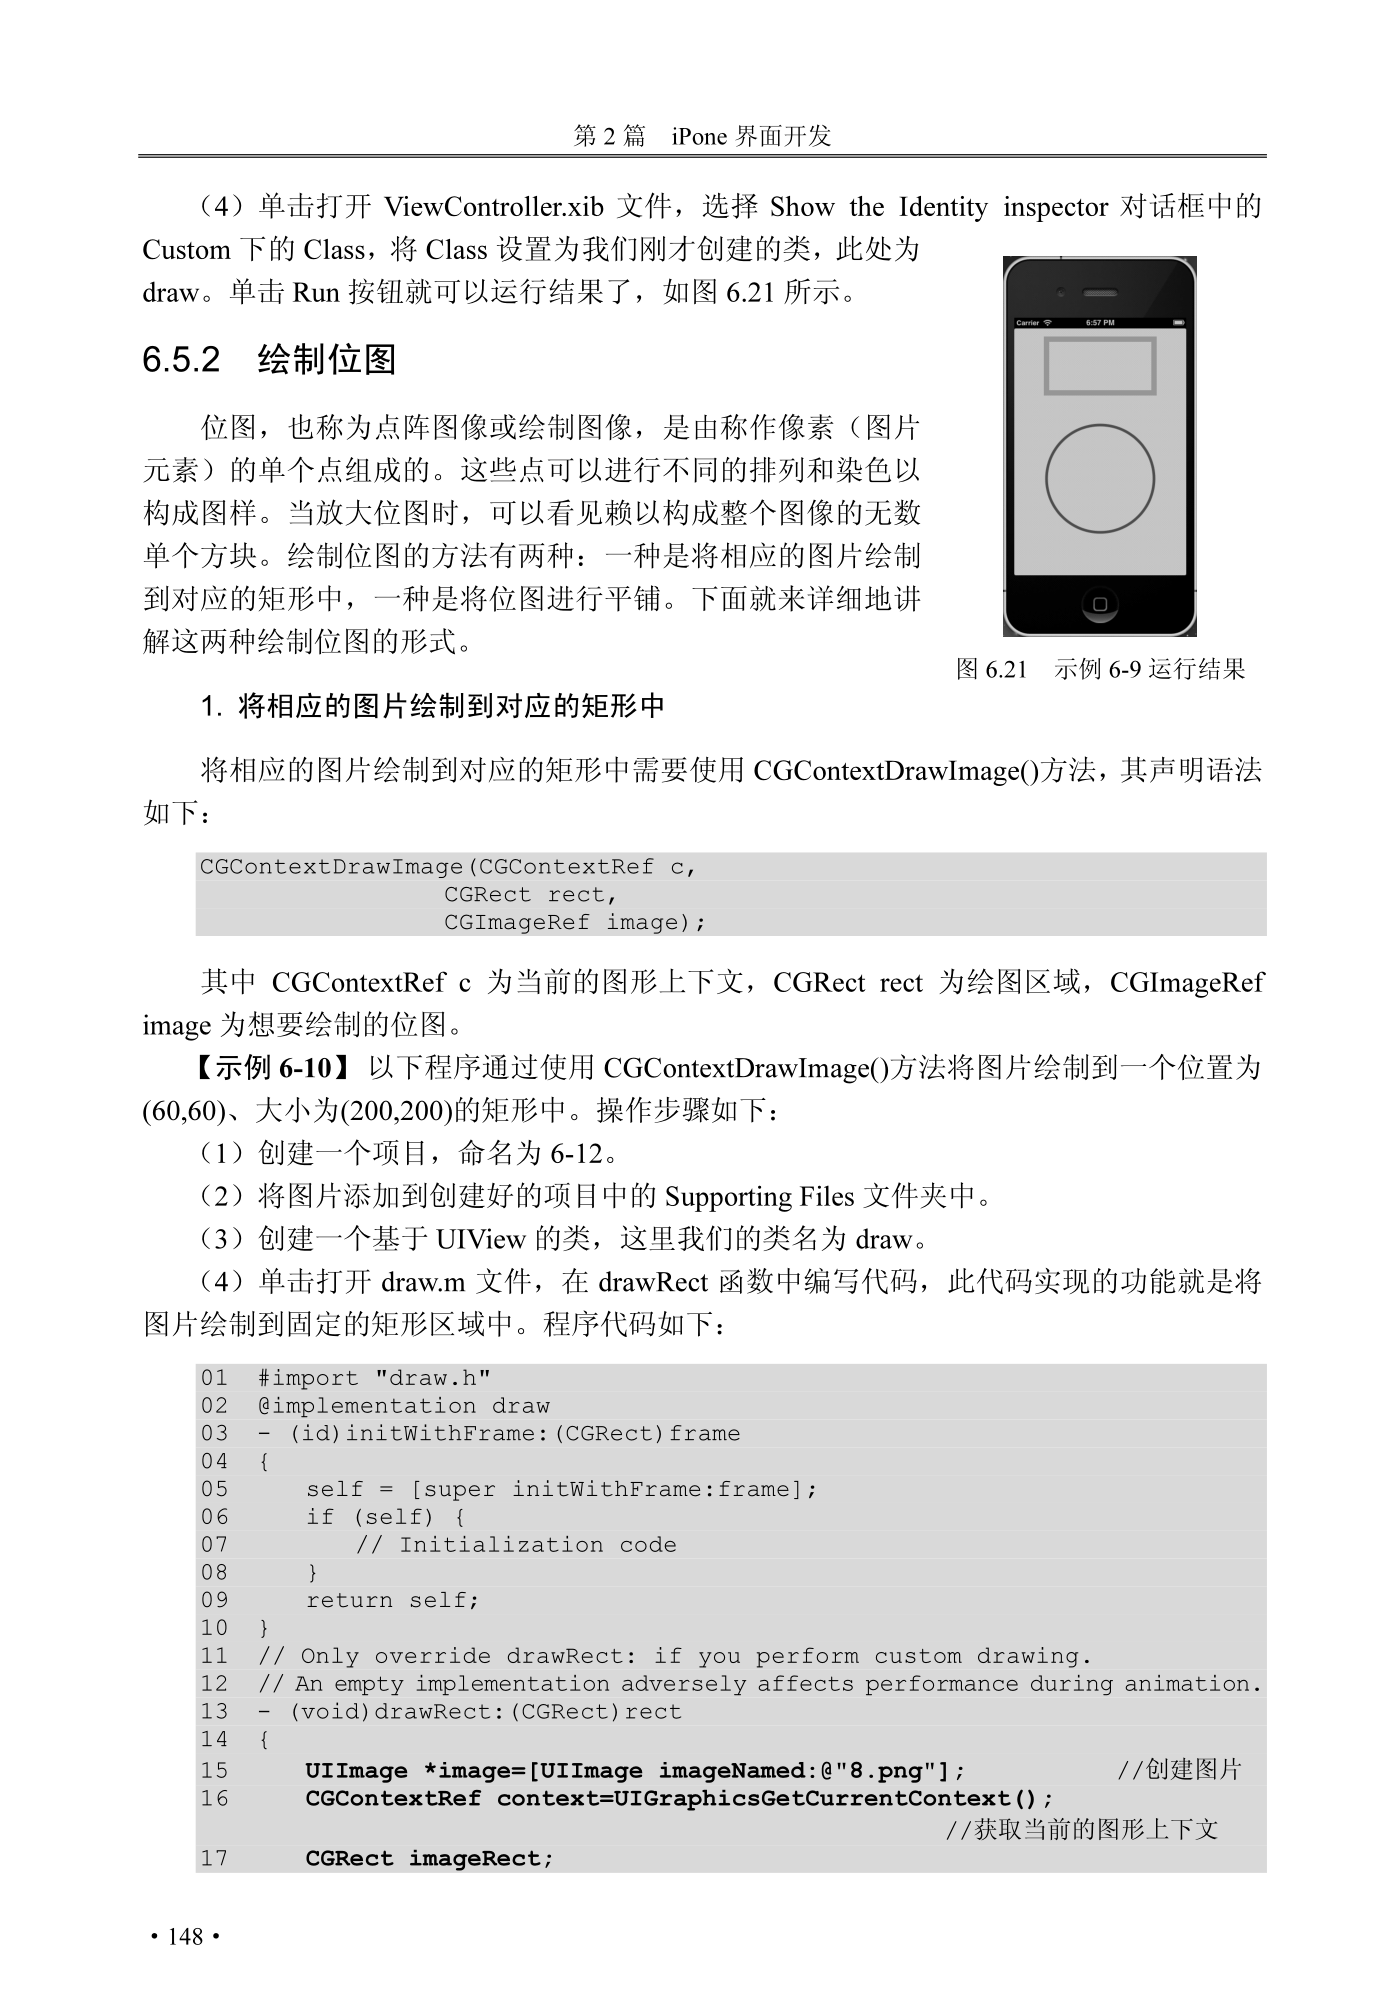 第 2 篇　iPone 界面开发
（4）单击打开 ViewController.xib 文件，选择 Show the Identity inspector 对话框中的
Custom 下的 Class，将 Class 设置为我们刚才创建的类，此处为
draw。单击 Run 按钮就可以运行结果了，如图 6.21 所示。
Carrier 6:57 PM
图 6.21　示例 6-9 运行结果
6.5.2　绘制位图
位图，也称为点阵图像或绘制图像，是由称作像素（图片
元素）的单个点组成的。这些点可以进行不同的排列和染色以
构成图样。当放大位图时，可以看见赖以构成整个图像的无数
单个方块。绘制位图的方法有两种：一种是将相应的图片绘制
到对应的矩形中，一种是将位图进行平铺。下面就来详细地讲
解这两种绘制位图的形式。
1. 将相应的图片绘制到对应的矩形中
将相应的图片绘制到对应的矩形中需要使用 CGContextDrawImage()方法，其声明语法
如下：
CGContextDrawImage(CGContextRef c,
CGRect rect,
CGImageRef image);
其中 CGContextRef c 为当前的图形上下文，CGRect rect 为绘图区域，CGImageRef
image 为想要绘制的位图。
【示例 6-10】 以下程序通过使用 CGContextDrawImage()方法将图片绘制到一个位置为
(60,60)、大小为(200,200)的矩形中。操作步骤如下：
（1）创建一个项目，命名为 6-12。
（2）将图片添加到创建好的项目中的 Supporting Files 文件夹中。
（3）创建一个基于 UIView 的类，这里我们的类名为 draw。
（4）单击打开 draw.m 文件，在 drawRect 函数中编写代码，此代码实现的功能就是将
图片绘制到固定的矩形区域中。程序代码如下：
01 #import "draw.h"
02 @implementation draw
03 - (id)initWithFrame:(CGRect)frame
04 {
05 self = [super initWithFrame:frame];
06 if (self) {
07 // Initialization code
08 }
09 return self;
10 }
11 // Only override drawRect: if you perform custom drawing.
12 // An empty implementation adversely affects performance during animation.
13 - (void)drawRect:(CGRect)rect
14 {
15 UIImage *image=[UIImage imageNamed:@"8.png"]; //创建图片
16 CGContextRef context=UIGraphicsGetCurrentContext();
//获取当前的图形上下文
17 CGRect imageRect;
• 148 •